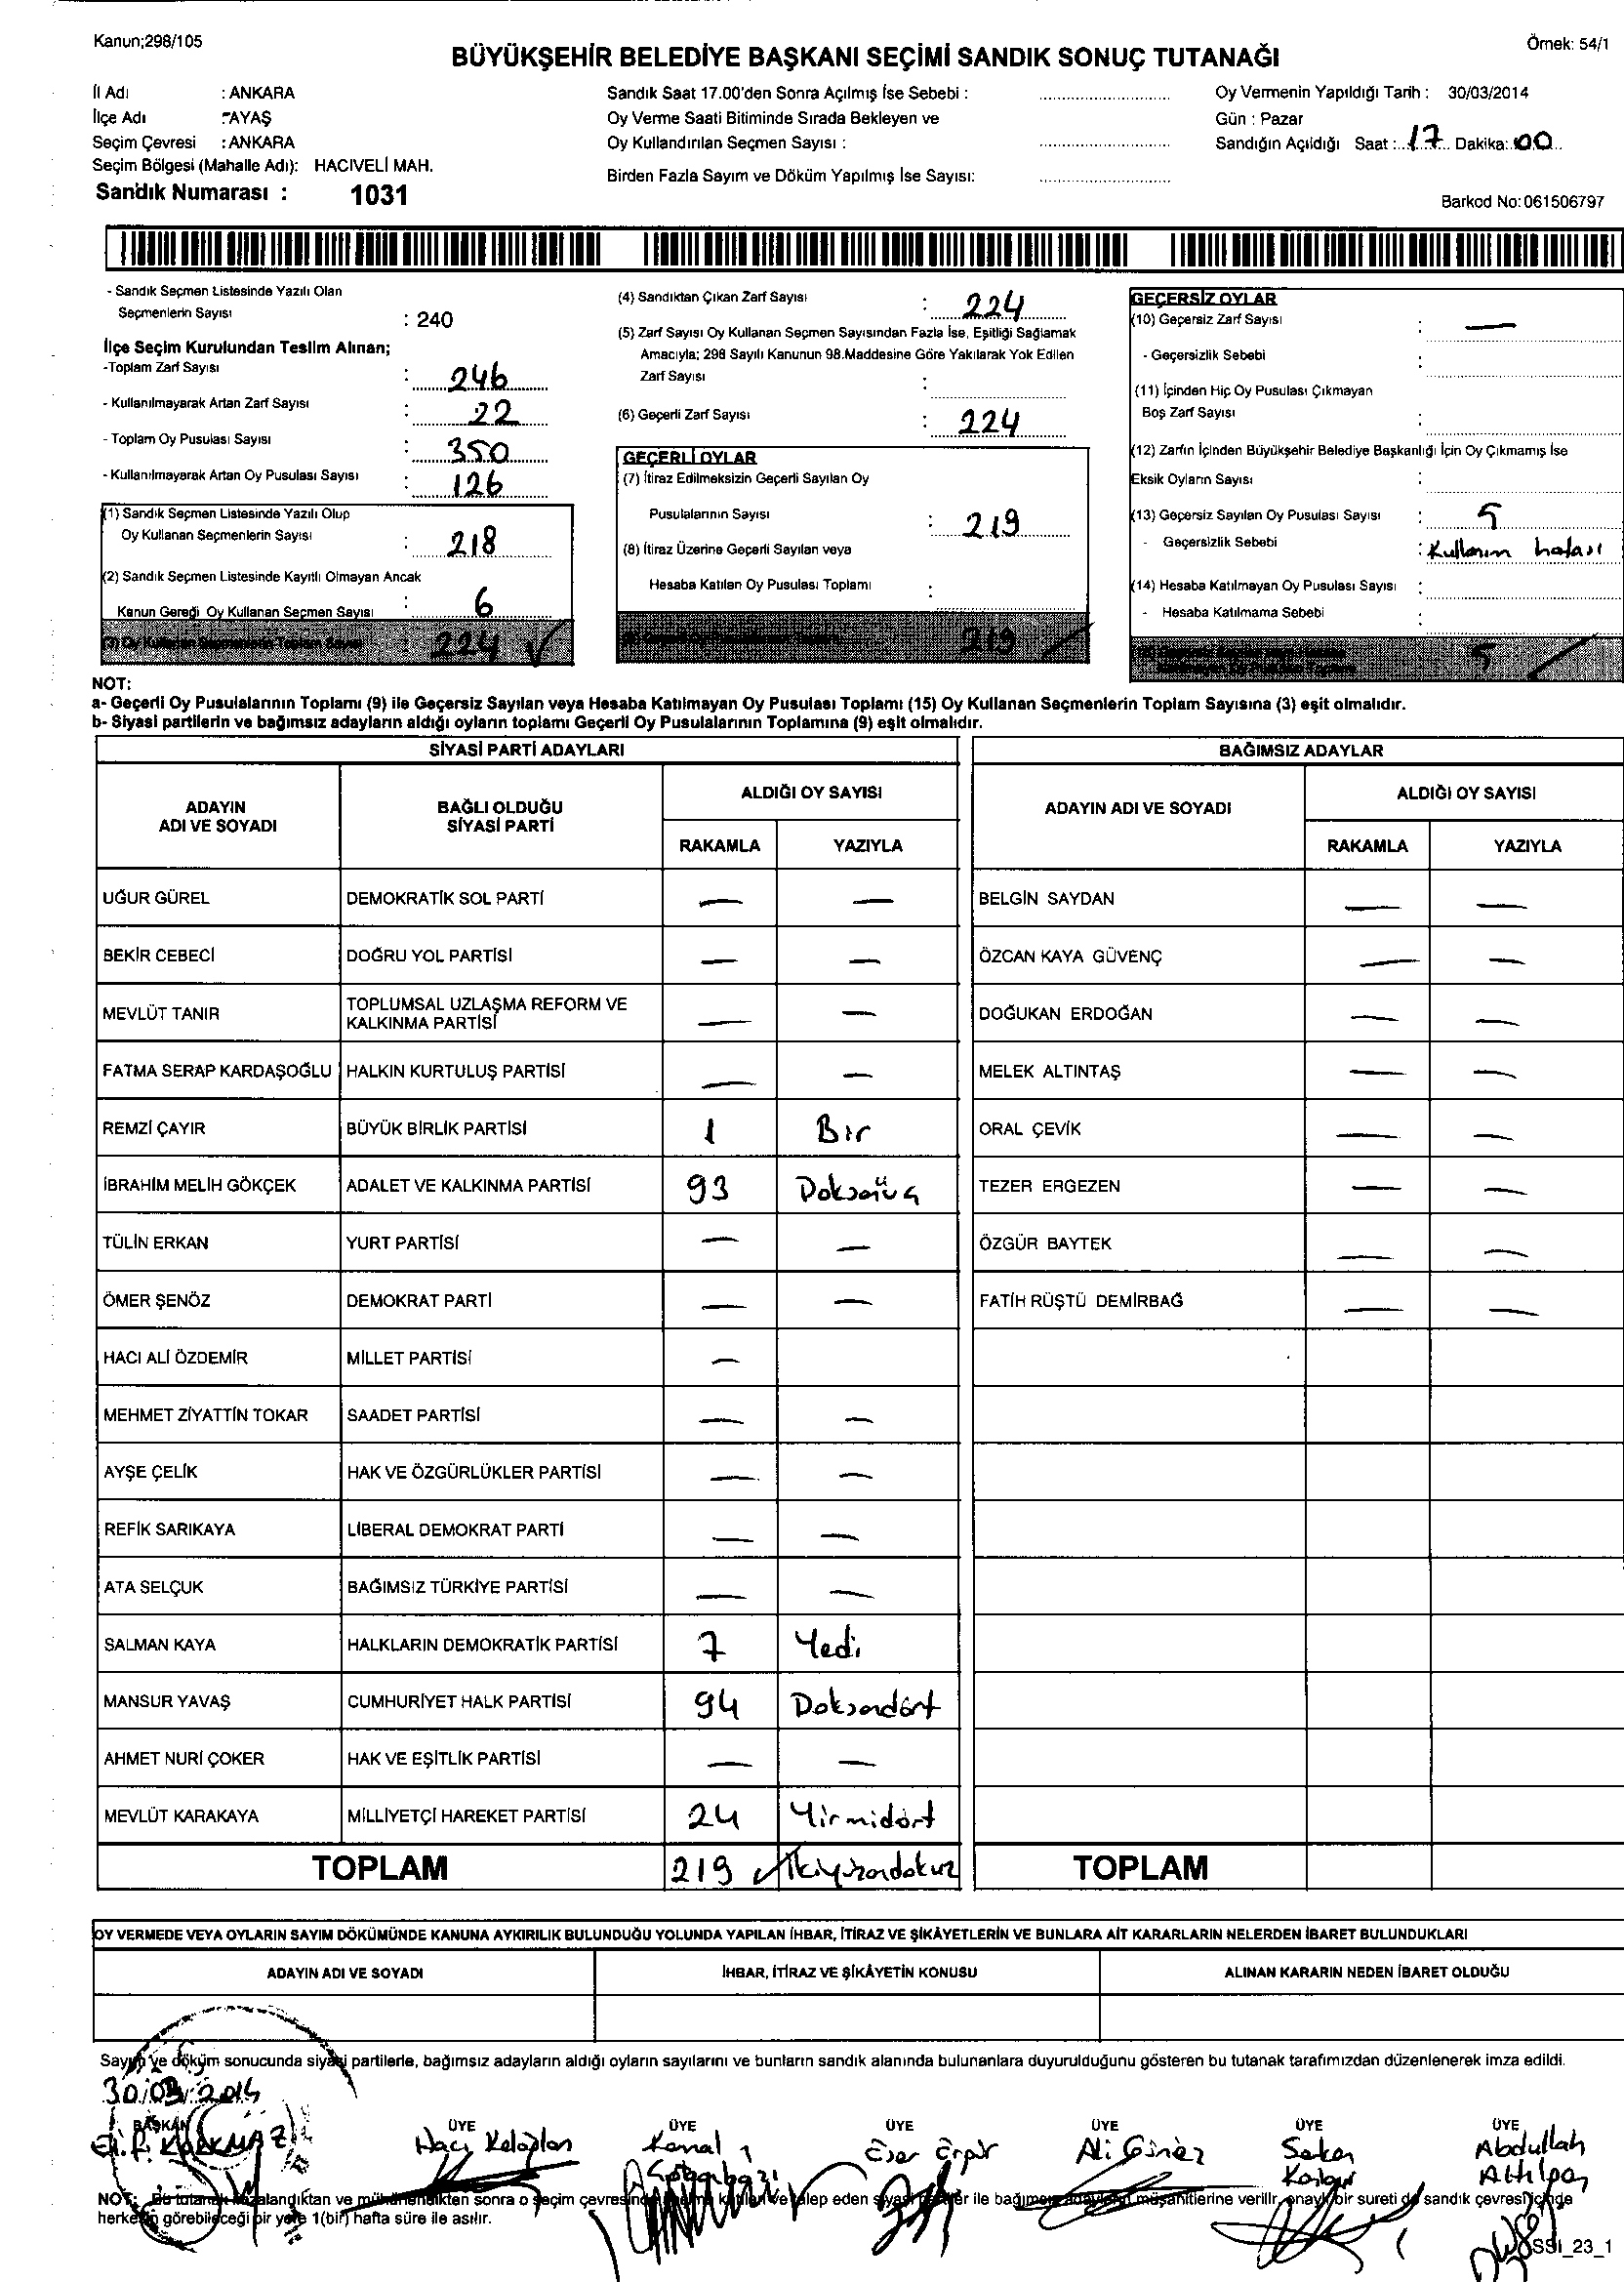 Kanun;298/105
Örnek: 54/1
BÜYÜKŞEHİR BELEDİYE BAŞKANI SEÇİMİ SANDIK SONUÇ TUTANAĞI
İl Adı : ANKARA
İlçe Adı : AYAŞ
Seçim Çevresi : ANKARA
Seçim Bölgesi (Mahalle Adı): HACIVELİ MAH.
Sandık Numarası : 1031
Sandık Saat 17.00'den Sonra Açılmış İse Sebebi :
Oy Verme Saati Bitiminde Sırada Bekleyen ve
Oy Kullandırılan Seçmen Sayısı :
Birden Fazla Sayım ve Döküm Yapılmış İse Sayısı:
Oy Vermenin Yapıldığı Tarih : 30/03/2014
Gün : Pazar
Sandığın Açıldığı Saat : 17 Dakika: 00
Barkod No: 061506797
- Sandık Seçmen Listesinde Yazılı Olan
Seçmenlerin Sayısı : 240
İlçe Seçim Kurulundan Teslim Alınan;
-Toplam Zarf Sayısı : 246
- Kullanılmayarak Artan Zarf Sayısı : 22
- Toplam Oy Pusulası Sayısı : 350
- Kullanılmayarak Artan Oy Pusulası Sayısı : 126
(1) Sandık Seçmen Listesinde Yazılı Olup
Oy Kullanan Seçmenlerin Sayısı : 218
(2) Sandık Seçmen Listesinde Kayıtlı Olmayan Ancak
Kanun Gereği Oy Kullanan Seçmen Sayısı : 6
(3) Oy Kullanan Seçmenlerin Toplam Sayısı : 224
(4) Sandıktan Çıkan Zarf Sayısı : 224
(5) Zarf Sayısı Oy Kullanan Seçmen Sayısından Fazla İse, Eşitliği Sağlamak
Amacıyla; 298 Sayılı Kanunun 98.Maddesine Göre Yakılarak Yok Edilen
Zarf Sayısı :
(6) Geçerli Zarf Sayısı : 224
GEÇERLİ OYLAR
(7) İtiraz Edilmeksizin Geçerli Sayılan Oy
Pusulalarının Sayısı : 219
(8) İtiraz Üzerine Geçerli Sayılan veya
Hesaba Katılan Oy Pusulası Toplamı :
219
GEÇERSİZ OYLAR
(10) Geçersiz Zarf Sayısı : —
- Geçersizlik Sebebi :
(11) İçinden Hiç Oy Pusulası Çıkmayan
Boş Zarf Sayısı :
(12) Zarfın İçinden Büyükşehir Belediye Başkanlığı İçin Oy Çıkmamış İse
Eksik Oyların Sayısı :
(13) Geçersiz Sayılan Oy Pusulası Sayısı : 5
- Geçersizlik Sebebi : Kullanım hatası
(14) Hesaba Katılmayan Oy Pusulası Sayısı :
- Hesaba Katılmama Sebebi :
5
NOT:
a- Geçerli Oy Pusulalarının Toplamı (9) ile Geçersiz Sayılan veya Hesaba Katılmayan Oy Pusulası Toplamı (15) Oy Kullanan Seçmenlerin Toplam Sayısına (3) eşit olmalıdır.
b- Siyasi partilerin ve bağımsız adayların aldığı oyların toplamı Geçerli Oy Pusulalarının Toplamına (9) eşit olmalıdır.
SİYASİ PARTİ ADAYLARI
ADAYIN ADI VE SOYADI BAĞLI OLDUĞU SİYASİ PARTİ ALDIĞI OY SAYISI
RAKAMLA YAZIYLA
UĞUR GÜREL DEMOKRATİK SOL PARTİ — —
BEKİR CEBECİ DOĞRU YOL PARTİSİ — —
MEVLÜT TANIR TOPLUMSAL UZLAŞMA REFORM VE KALKINMA PARTİSİ — —
FATMA SERAP KARDAŞOĞLU HALKIN KURTULUŞ PARTİSİ — —
REMZİ ÇAYIR BÜYÜK BİRLİK PARTİSİ 1 Bir
İBRAHİM MELİH GÖKÇEK ADALET VE KALKINMA PARTİSİ 93 Doksanüç
TÜLİN ERKAN YURT PARTİSİ — —
ÖMER ŞENÖZ DEMOKRAT PARTİ — —
HACI ALİ ÖZDEMİR MİLLET PARTİSİ —
MEHMET ZİYATTİN TOKAR SAADET PARTİSİ — —
AYŞE ÇELİK HAK VE ÖZGÜRLÜKLER PARTİSİ — —
REFİK SARIKAYA LİBERAL DEMOKRAT PARTİ — —
ATA SELÇUK BAĞIMSIZ TÜRKİYE PARTİSİ — —
SALMAN KAYA HALKLARIN DEMOKRATİK PARTİSİ 7 Yedi
MANSUR YAVAŞ CUMHURİYET HALK PARTİSİ 94 Doksandört
AHMET NURİ ÇOKER HAK VE EŞİTLİK PARTİSİ — —
MEVLÜT KARAKAYA MİLLİYETÇİ HAREKET PARTİSİ 24 Yirmidört
TOPLAM 219 İkiyüzondokuz
BAĞIMSIZ ADAYLAR
ADAYIN ADI VE SOYADI ALDIĞI OY SAYISI
RAKAMLA YAZIYLA
BELGİN SAYDAN — —
ÖZCAN KAYA GÜVENÇ — —
DOĞUKAN ERDOĞAN — —
MELEK ALTINTAŞ — —
ORAL ÇEVİK — —
TEZER ERGEZEN — —
ÖZGÜR BAYTEK — —
FATİH RÜŞTÜ DEMİRBAĞ — —
TOPLAM
OY VERMEDE VEYA OYLARIN SAYIM DÖKÜMÜNDE KANUNA AYKIRILIK BULUNDUĞU YOLUNDA YAPILAN İHBAR, İTİRAZ VE ŞİKÂYETLERİN VE BUNLARA AİT KARARLARIN NELERDEN İBARET BULUNDUKLARI
ADAYIN ADI VE SOYADI İHBAR, İTİRAZ VE ŞİKÂYETİN KONUSU ALINAN KARARIN NEDEN İBARET OLDUĞU
Sayım ve döküm sonucunda siyasi partilerle, bağımsız adayların aldığı oyların sayılarını ve bunların sandık alanında bulunanlara duyurulduğunu gösteren bu tutanak tarafımızdan düzenlenerek imza edildi.
30/03/2014
BAŞKAN ÜYE ÜYE ÜYE ÜYE ÜYE ÜYE
KORKMAZ Hacı Keloğlan Kemal Eser Ali Seker Abdullah
NOT: Bu tutanak imzalandıktan ve mühürlendikten sonra o seçim çevresinde seçime katılan ve talep eden siyasi partiler ile bağımsız adayların müşahitlerine verilir, onaylı bir sureti de sandık çevresi içinde
herkesin görebileceği bir yere 1(bir) hafta süre ile asılır.
SSI_23_1